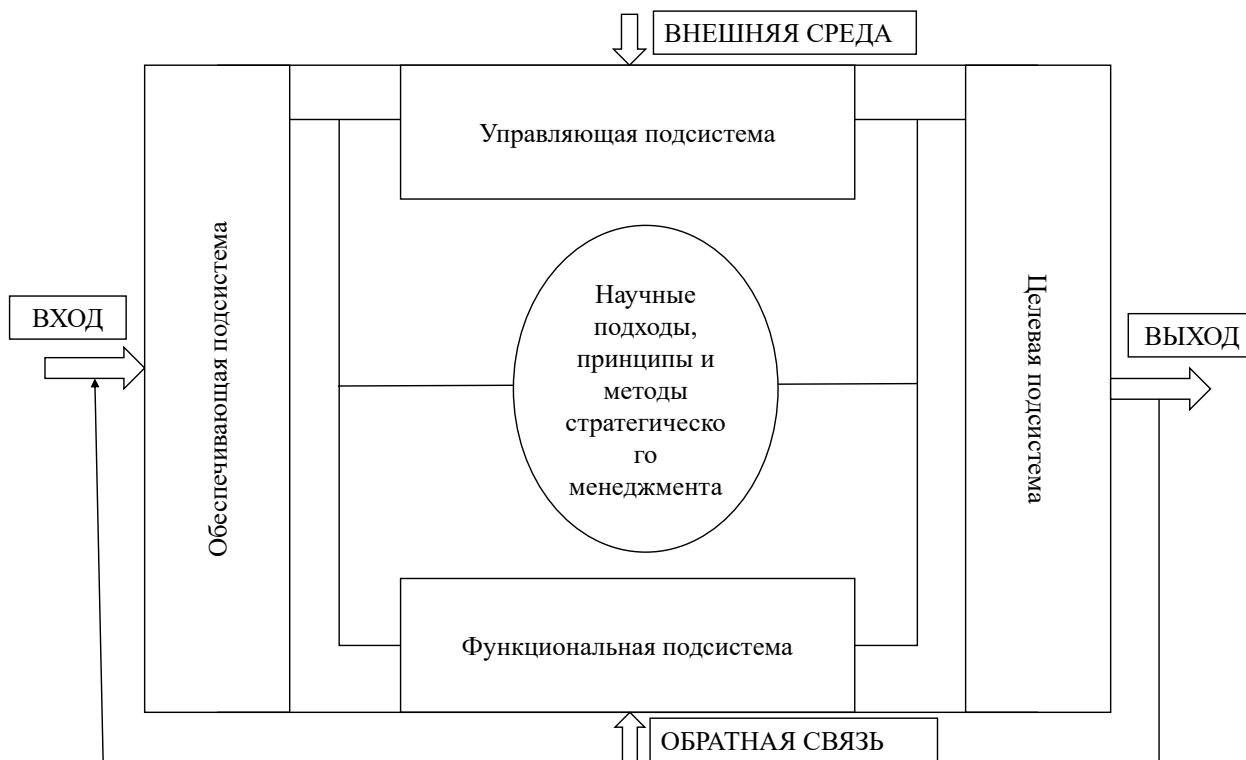 ВНЕШНЯЯ СРЕДА
Управляющая подсистема
Обеспечивающая подсистема
Научные
подходы,
принципы и
методы
стратегическо
го
менеджмента
Целевая подсистема
ВХОД
ВЫХОД
Функциональная подсистема
ОБРАТНАЯ СВЯЗЬ